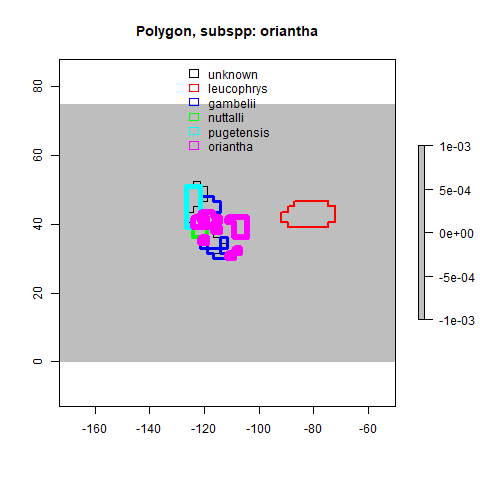 Polygon, subspp: oriantha
unknown
leucophrys
gambelii
nuttalli
pugetensis
oriantha
80
60
40
20
0
-160
-140
-120
-100
-80
-60
1e-03
5e-04
0e+00
-5e-04
-1e-03